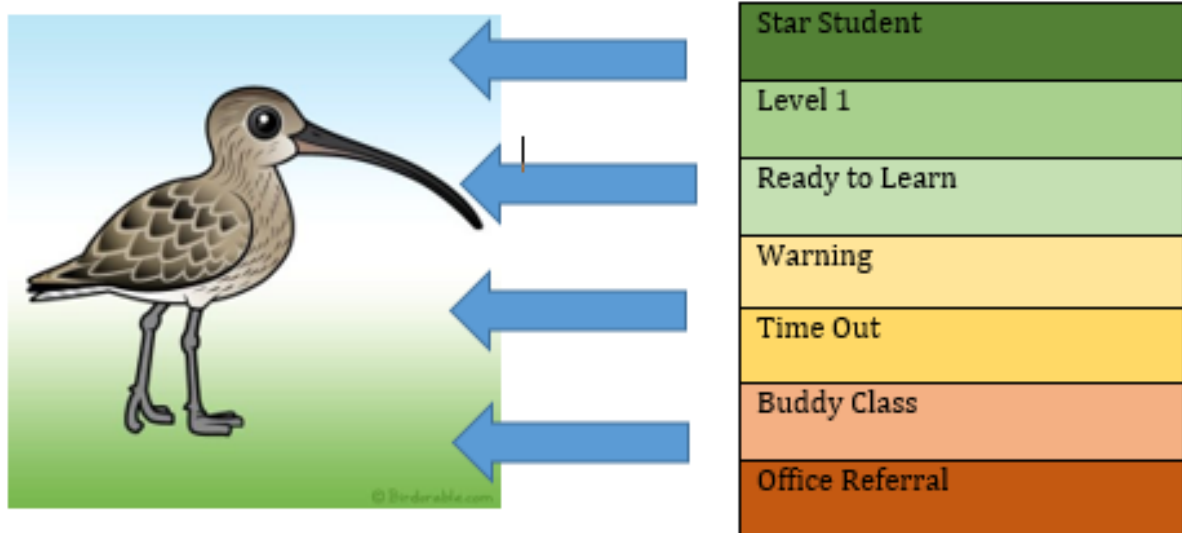 Star Student
Level 1
Ready to Learn
Warning
Time Out
Buddy Class
Office Referral
© Birdorable.com